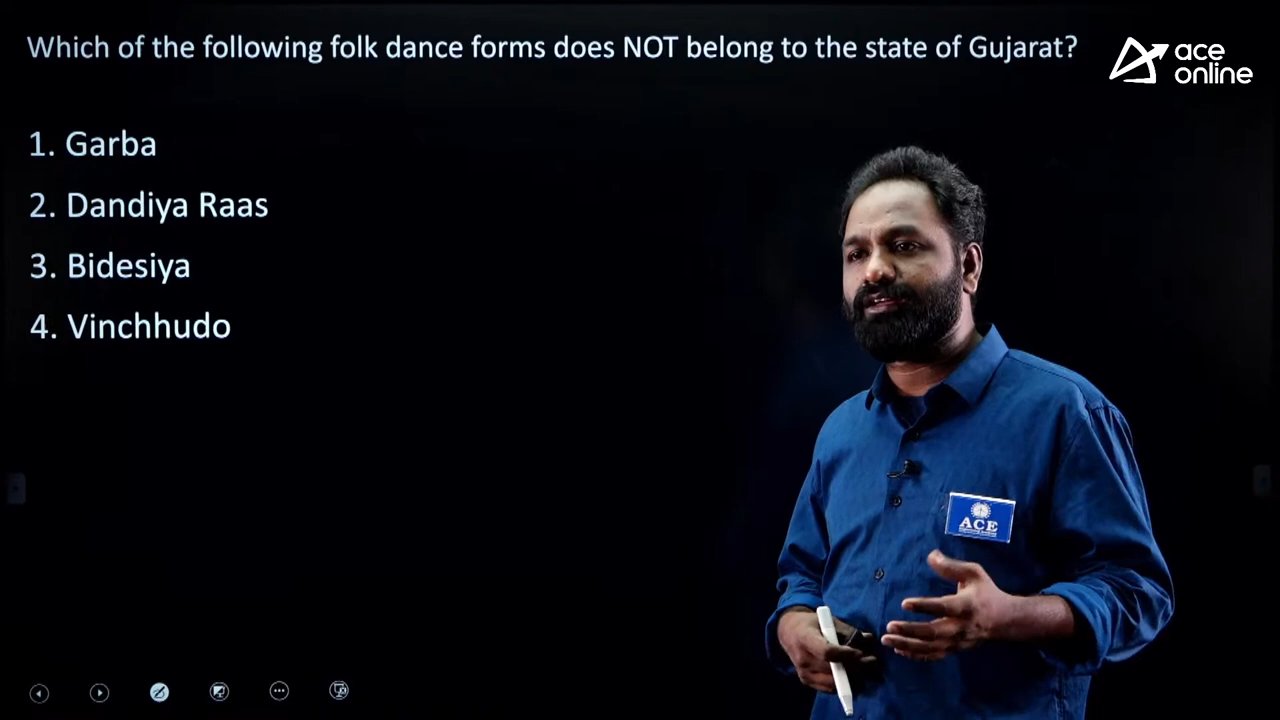 Which of the following folk dance forms does NOT belong to the state of Gujarat?
ace
online
1. Garba
2. Dandiya Raas
3. Bidesiya
4. Vinchhudo
ACE